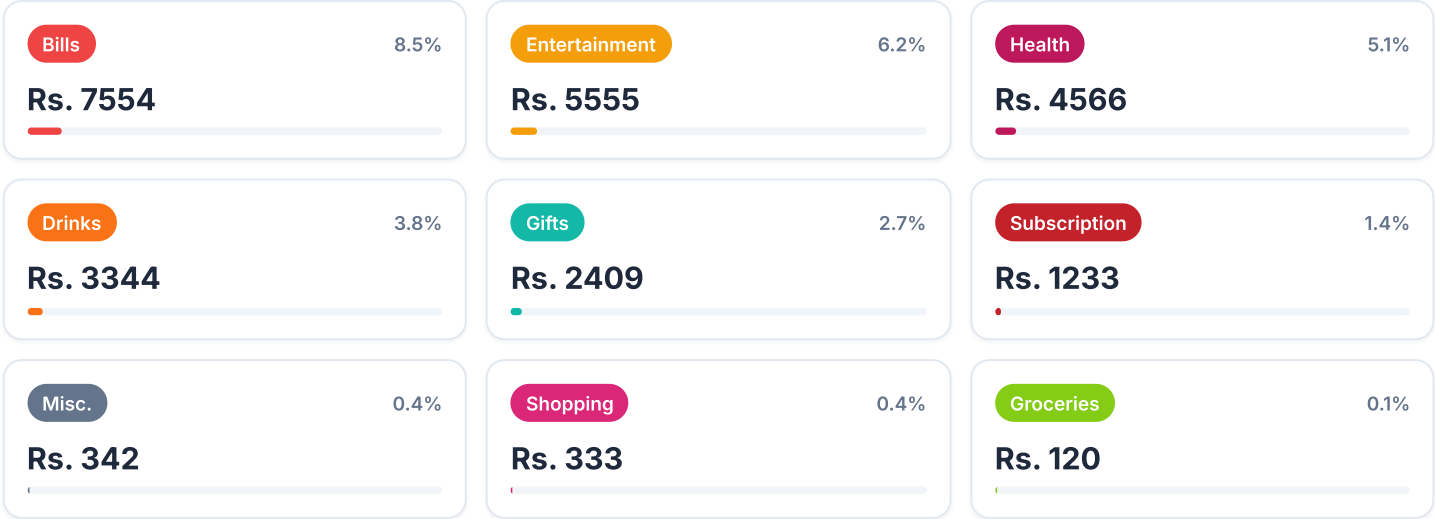 Bills 8.5%
Rs. 7554
Entertainment 6.2%
Rs. 5555
Health 5.1%
Rs. 4566
Drinks 3.8%
Rs. 3344
Gifts 2.7%
Rs. 2409
Subscription 1.4%
Rs. 1233
Misc. 0.4%
Rs. 342
Shopping 0.4%
Rs. 333
Groceries 0.1%
Rs. 120